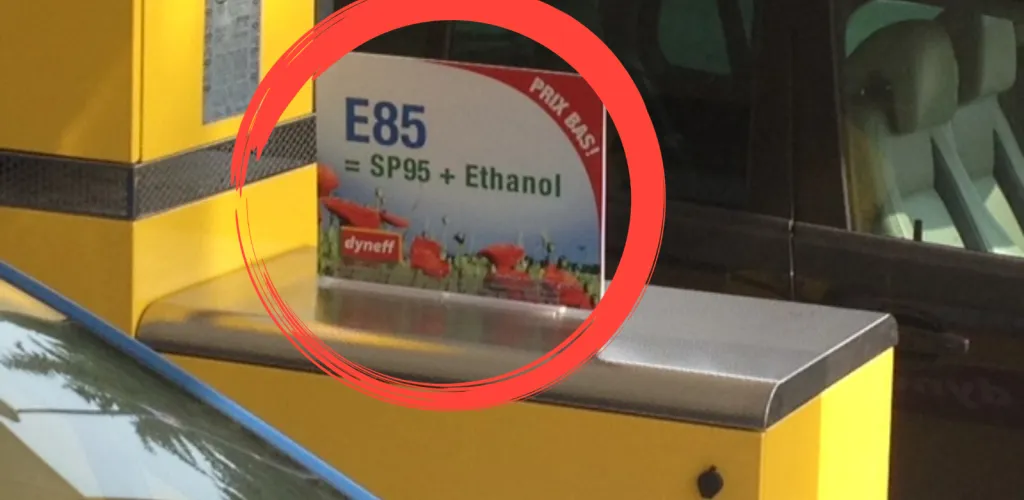 PRIX BAS!
E85
= SP95 + Ethanol
dyneff